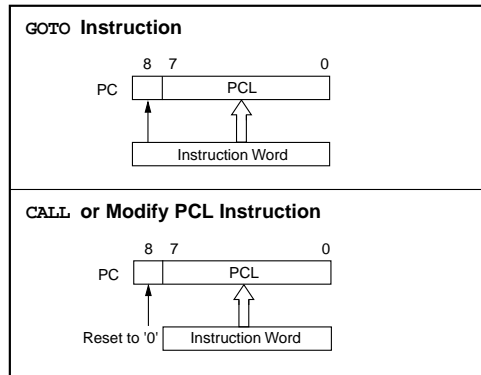 GOTO Instruction
8 7 0
PC PCL
Instruction Word
CALL or Modify PCL Instruction
8 7 0
PC PCL
Reset to '0' Instruction Word